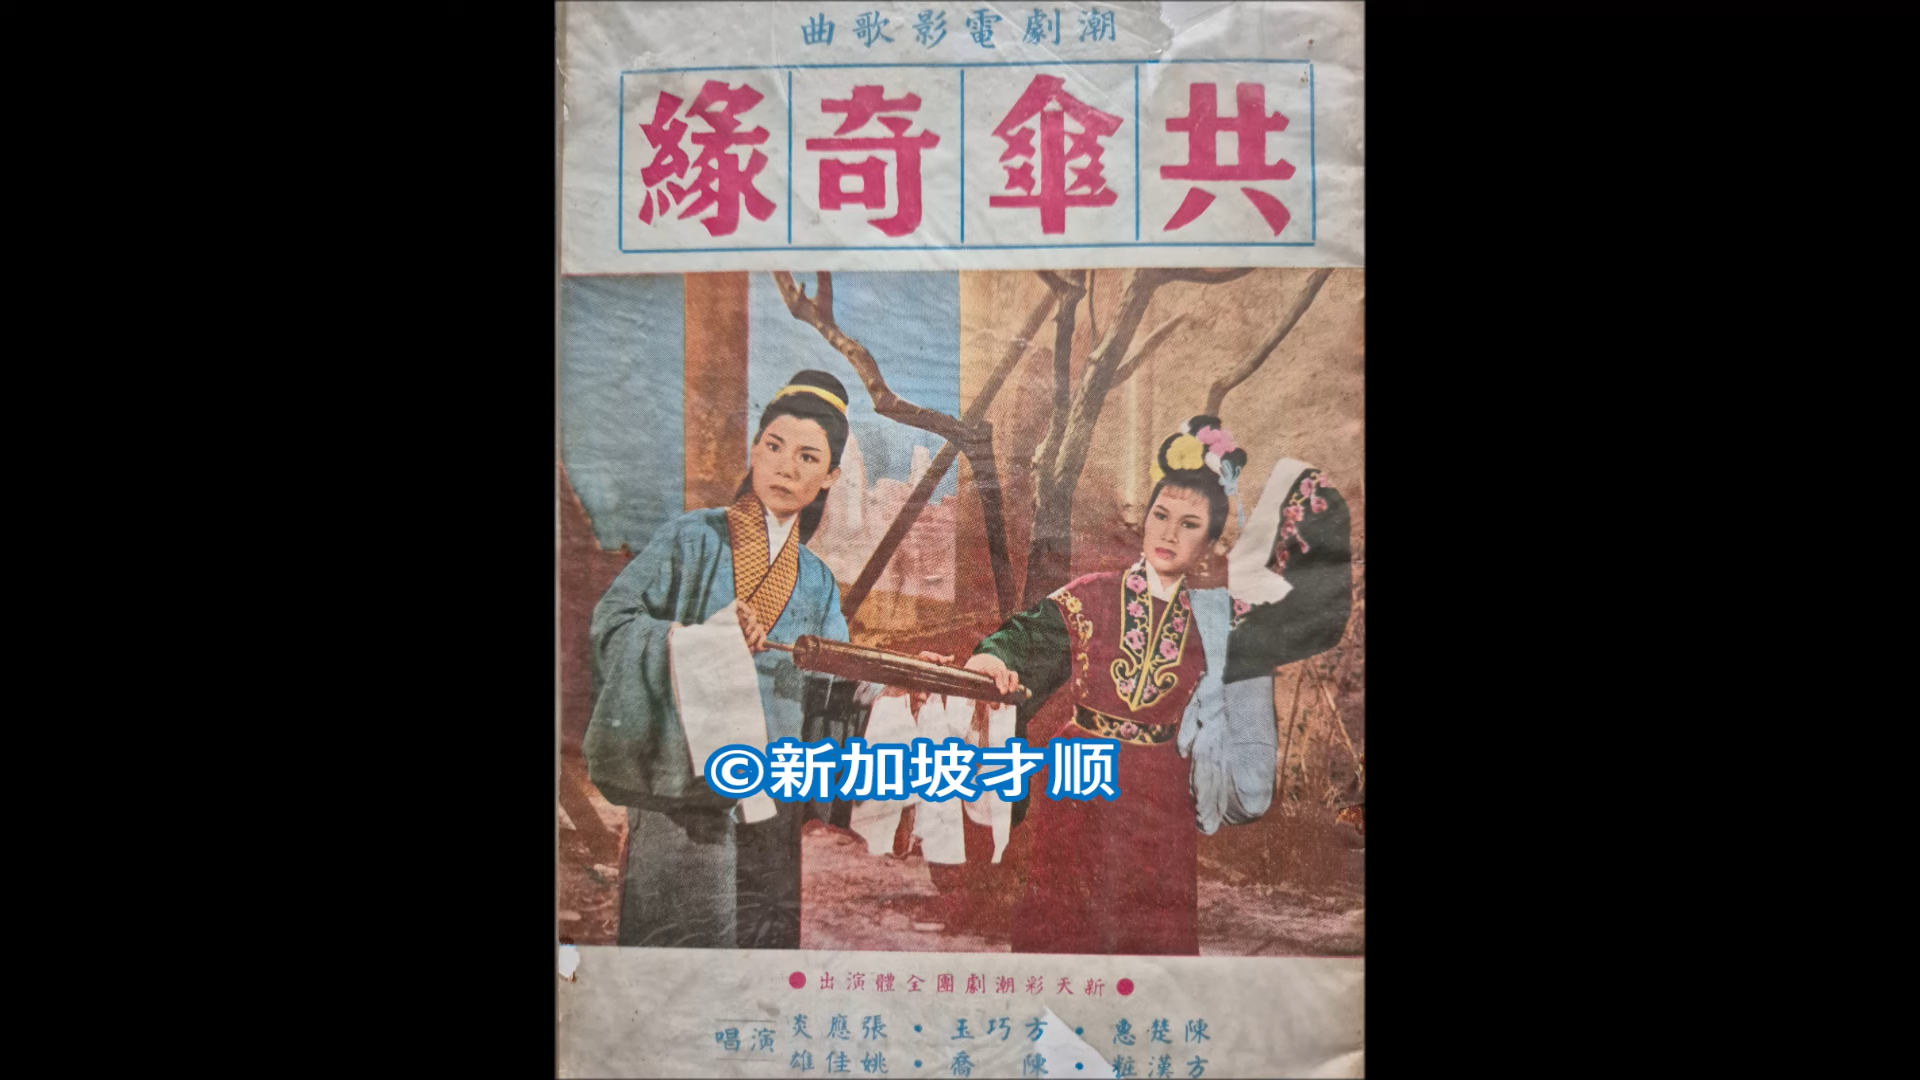 潮劇電影歌曲
共傘奇緣
©新加坡才顺
●新天彩潮劇團全體演出●
陳楚惠・方巧玉・張應炎
方漢粧・陳喬・姚佳雄
演唱